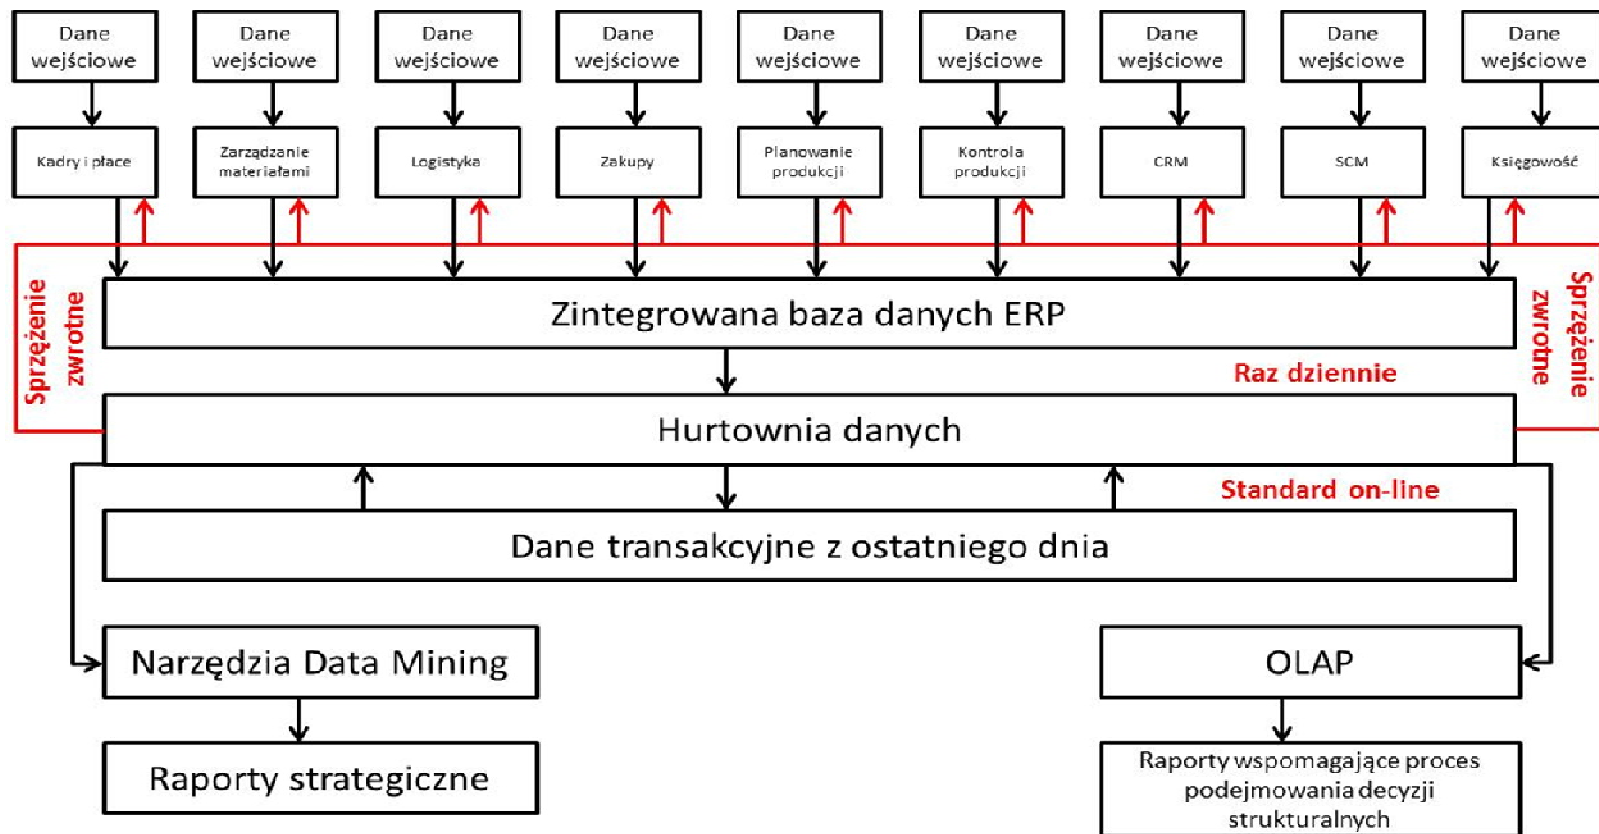 Dane
wejściowe
Dane
wejściowe
Dane
wejściowe
Dane
wejściowe
Dane
wejściowe
Dane
wejściowe
Dane
wejściowe
Dane
wejściowe
Dane
wejściowe
Kadry i płace
Zarządzanie
materiałami
Logistyka
Zakupy
Planowanie
produkcji
Kontrola
produkcji
CRM
SCM
Księgowość
Sprzężenie
zwrotne
Zintegrowana baza danych ERP
Sprzężenie
zwrotne
Raz dziennie
Hurtownia danych
Standard on-line
Dane transakcyjne z ostatniego dnia
Narzędzia Data Mining
OLAP
Raporty strategiczne
Raporty wspomagające proces
podejmowania decyzji
strukturalnych